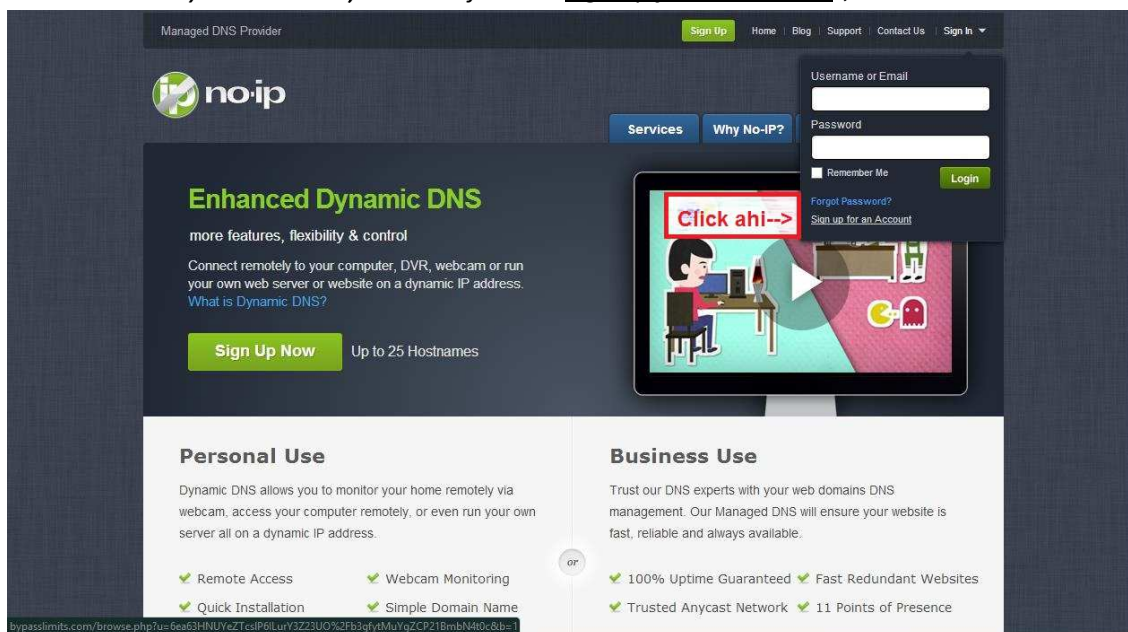 Managed DNS Provider
Sign Up Home Blog Support Contact Us Sign In
no·ip
Username or Email
Password
Remember Me
Login
Forgot Password?
Sign up for an Account
Services Why No-IP?
Enhanced Dynamic DNS
more features, flexibility & control
Connect remotely to your computer, DVR, webcam or run
your own web server or website on a dynamic IP address.
What is Dynamic DNS?
Sign Up Now Up to 25 Hostnames
Click ahi-->
Personal Use
Dynamic DNS allows you to monitor your home remotely via
webcam, access your computer remotely, or even run your own
server all on a dynamic IP address.
Remote Access Webcam Monitoring
Quick Installation Simple Domain Name
or
Business Use
Trust our DNS experts with your web domains DNS
management. Our Managed DNS will ensure your website is
fast, reliable and always available.
100% Uptime Guaranteed Fast Redundant Websites
Trusted Anycast Network 11 Points of Presence